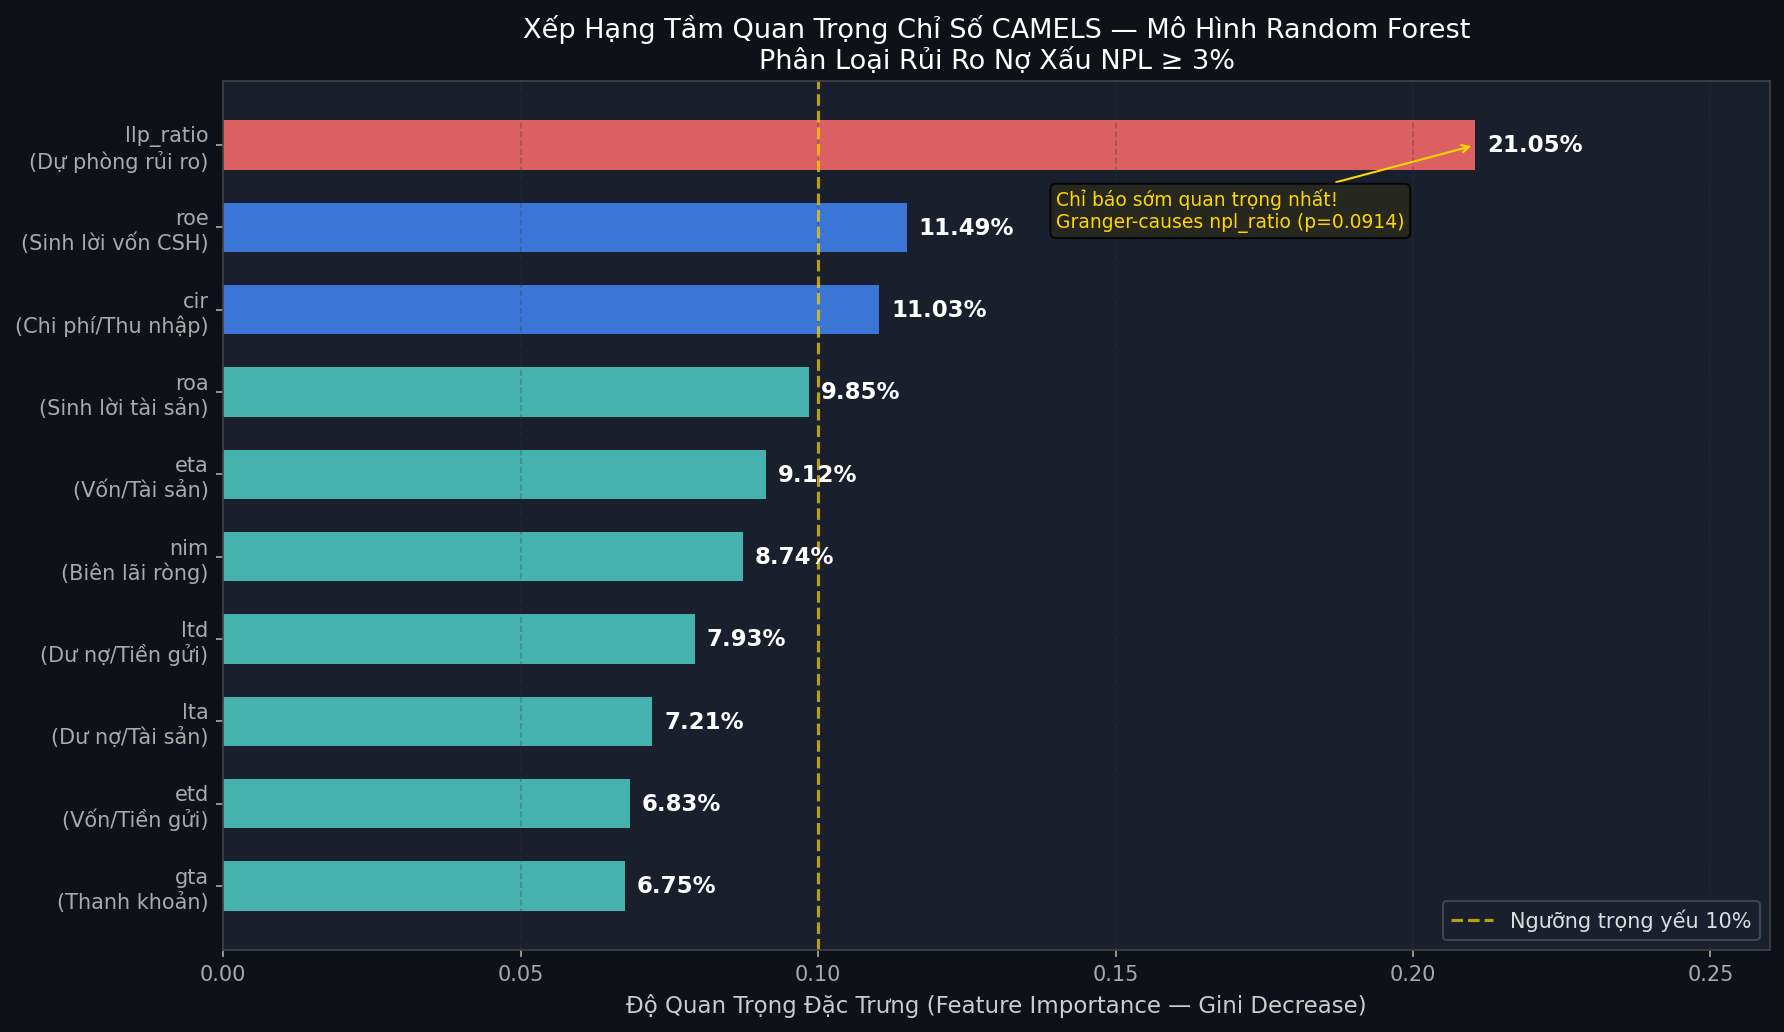 Xếp Hạng Tầm Quan Trọng Chỉ Số CAMELS — Mô Hình Random Forest
Phân Loại Rủi Ro Nợ Xấu NPL ≥ 3%
llp_ratio
(Dự phòng rủi ro)
21.05%
Chỉ báo sớm quan trọng nhất!
Granger-causes npl_ratio (p=0.0914)
roe
(Sinh lời vốn CSH)
11.49%
cir
(Chi phí/Thu nhập)
11.03%
roa
(Sinh lời tài sản)
9.85%
eta
(Vốn/Tài sản)
9.12%
nim
(Biên lãi ròng)
8.74%
ltd
(Dư nợ/Tiền gửi)
7.93%
lta
(Dư nợ/Tài sản)
7.21%
etd
(Vốn/Tiền gửi)
6.83%
gta
(Thanh khoản)
6.75%
Ngưỡng trọng yếu 10%
0.00 0.05 0.10 0.15 0.20 0.25
Độ Quan Trọng Đặc Trưng (Feature Importance — Gini Decrease)